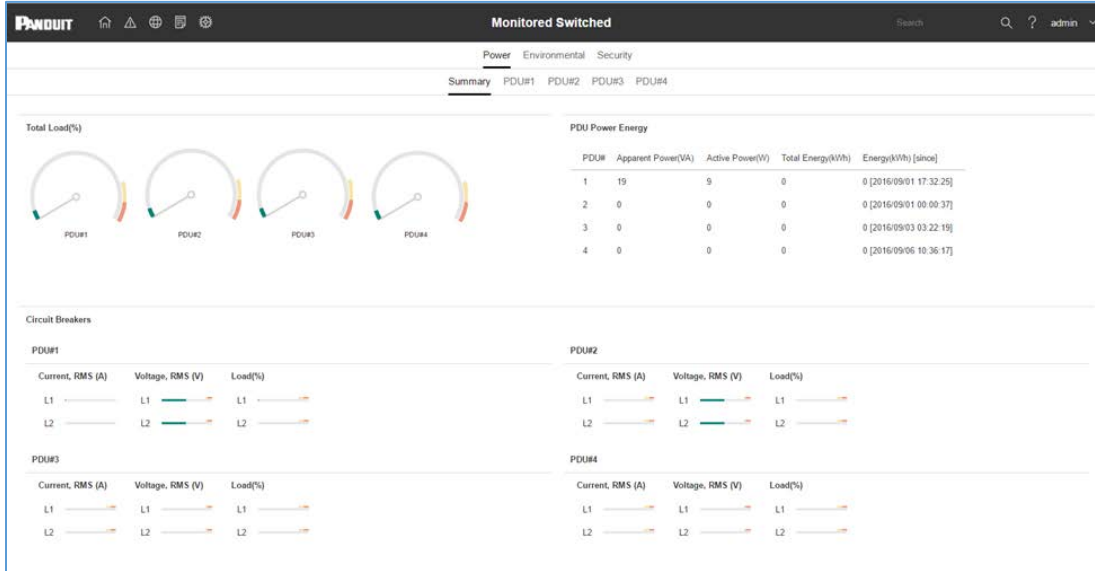 PANDUIT Monitored Switched Search ? admin
Power Environmental Security
Summary PDU#1 PDU#2 PDU#3 PDU#4
Total Load(%)
PDU#1 PDU#2 PDU#3 PDU#4
PDU Power Energy
PDU# Apparent Power(VA) Active Power(W) Total Energy(kWh) Energy(kWh) [since]
1 19 9 0 0 [2016/09/01 17:32:25]
2 0 0 0 0 [2016/09/01 00:00:37]
3 0 0 0 0 [2016/09/03 03:22:19]
4 0 0 0 0 [2016/09/06 10:36:17]
Circuit Breakers
PDU#1
Current, RMS (A) Voltage, RMS (V) Load(%)
L1 L1 L1
L2 L2 L2
PDU#2
Current, RMS (A) Voltage, RMS (V) Load(%)
L1 L1 L1
L2 L2 L2
PDU#3
Current, RMS (A) Voltage, RMS (V) Load(%)
L1 L1 L1
L2 L2 L2
PDU#4
Current, RMS (A) Voltage, RMS (V) Load(%)
L1 L1 L1
L2 L2 L2